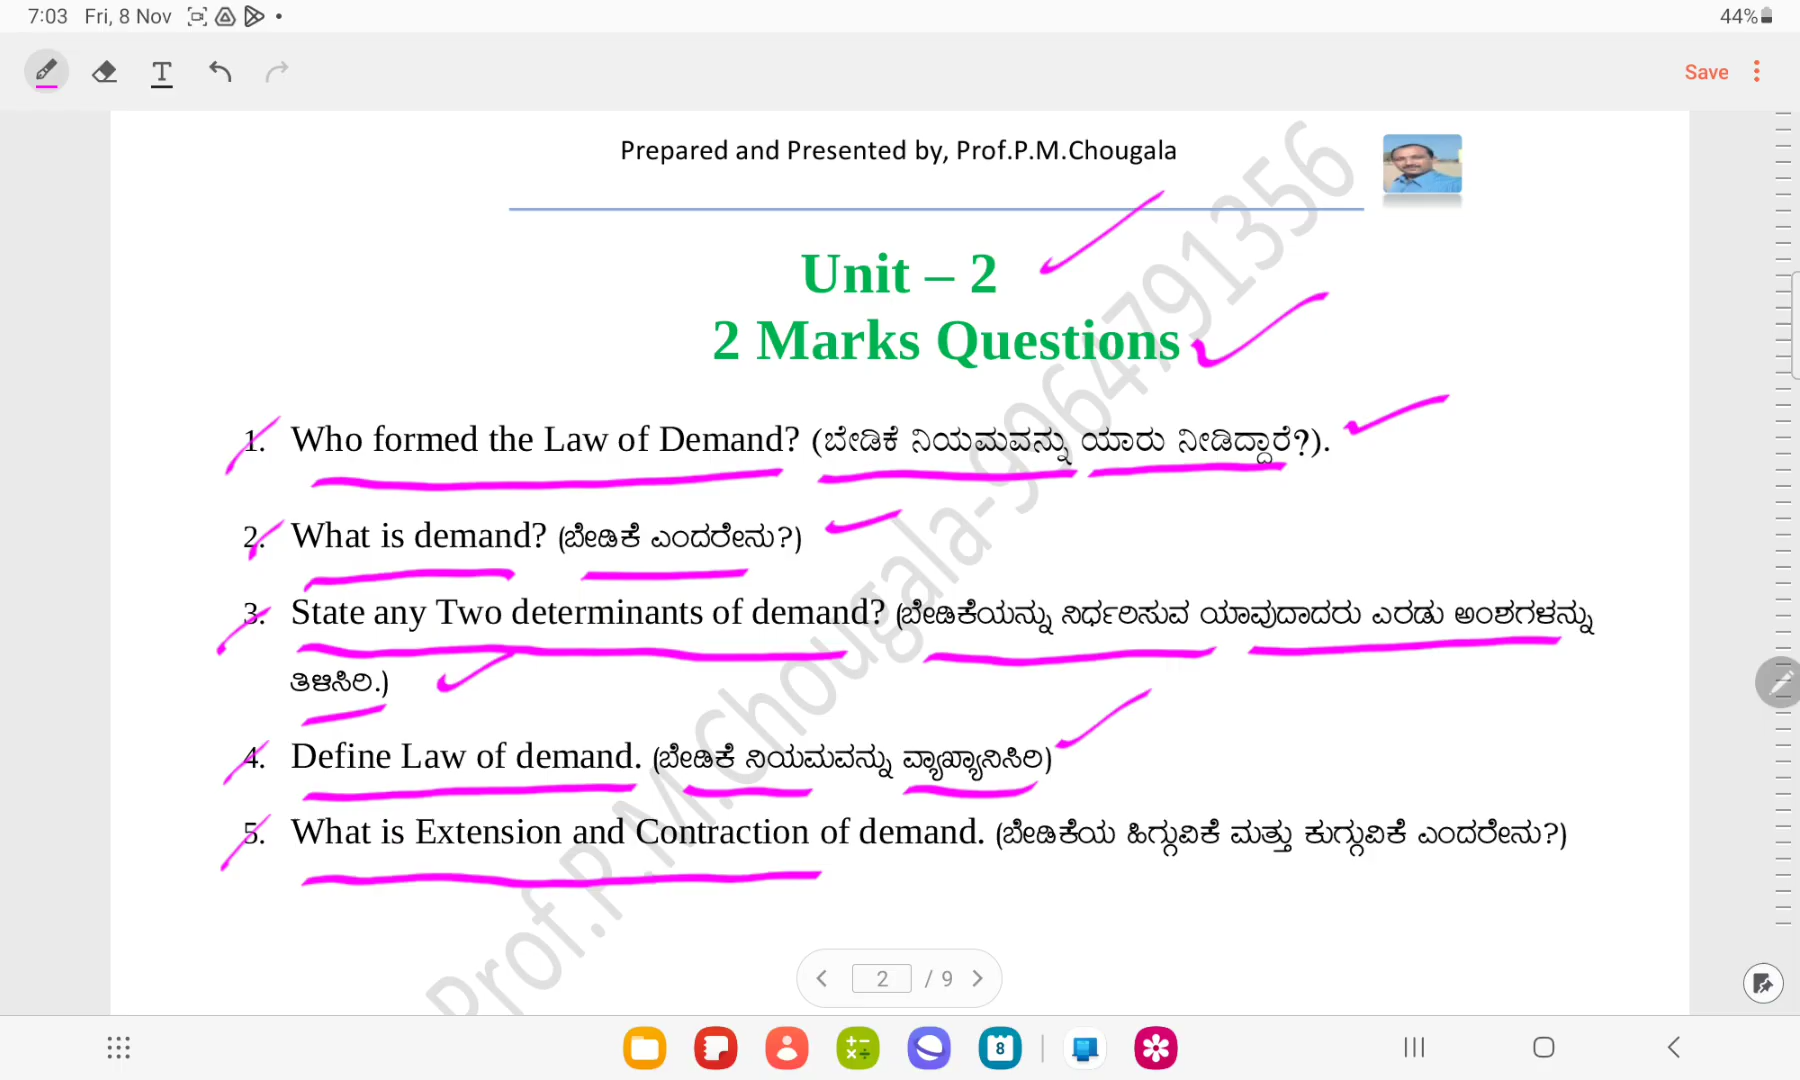 7:03 Fri, 8 Nov
44%
Save
Prepared and Presented by, Prof.P.M.Chougala
Unit – 2
2 Marks Questions
1. Who formed the Law of Demand? (ಬೇಡಿಕೆ ನಿಯಮವನ್ನು ಯಾರು ನೀಡಿದ್ದಾರೆ?).
2. What is demand? (ಬೇಡಿಕೆ ಎಂದರೇನು?)
3. State any Two determinants of demand? (ಬೇಡಿಕೆಯನ್ನು ನಿರ್ಧರಿಸುವ ಯಾವುದಾದರು ಎರಡು ಅಂಶಗಳನ್ನು
ತಿಳಿಸಿರಿ.)
4. Define Law of demand. (ಬೇಡಿಕೆ ನಿಯಮವನ್ನು ವ್ಯಾಖ್ಯಾನಿಸಿರಿ)
5. What is Extension and Contraction of demand. (ಬೇಡಿಕೆಯ ಹಿಗ್ಗುವಿಕೆ ಮತ್ತು ಕುಗ್ಗುವಿಕೆ ಎಂದರೇನು?)
Prof.P.M.Chougala-9964791356
2 / 9
8